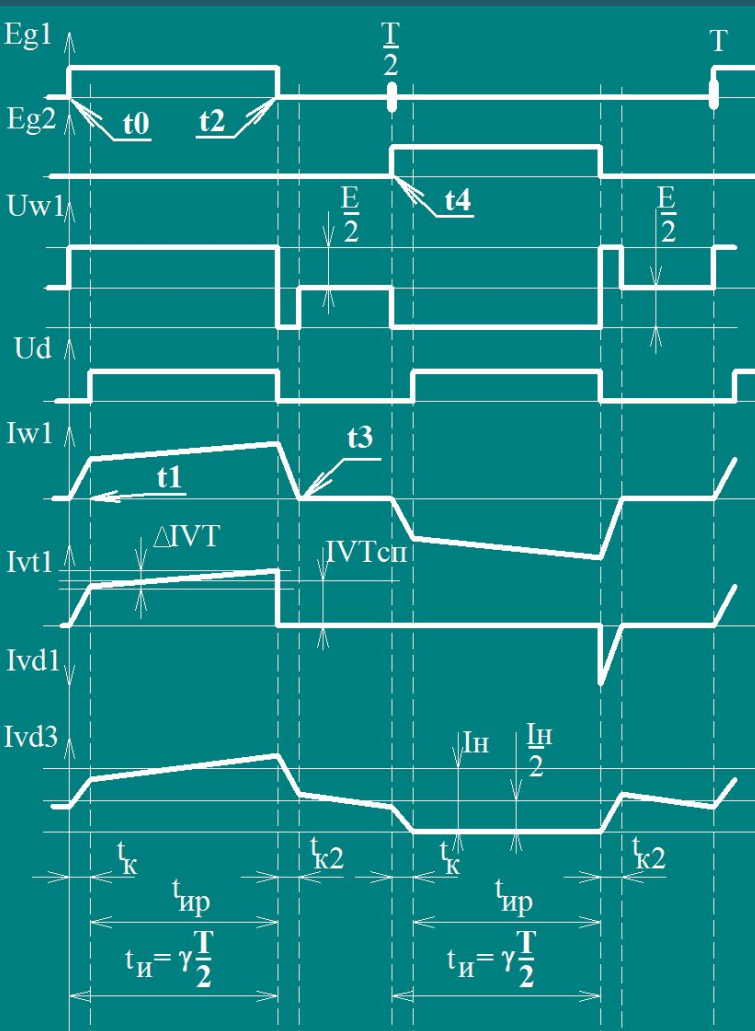 Eg1
T
2
T
t0
t2
Eg2
t4
Uw1
E
2
E
2
Ud
Iw1
t3
t1
△IVT
IVTсп
Ivt1
Ivd1
Ivd3
Iн
Iн
2
tк
tк2
tк
tк2
tир
tир
tи= γT
2
tи= γT
2